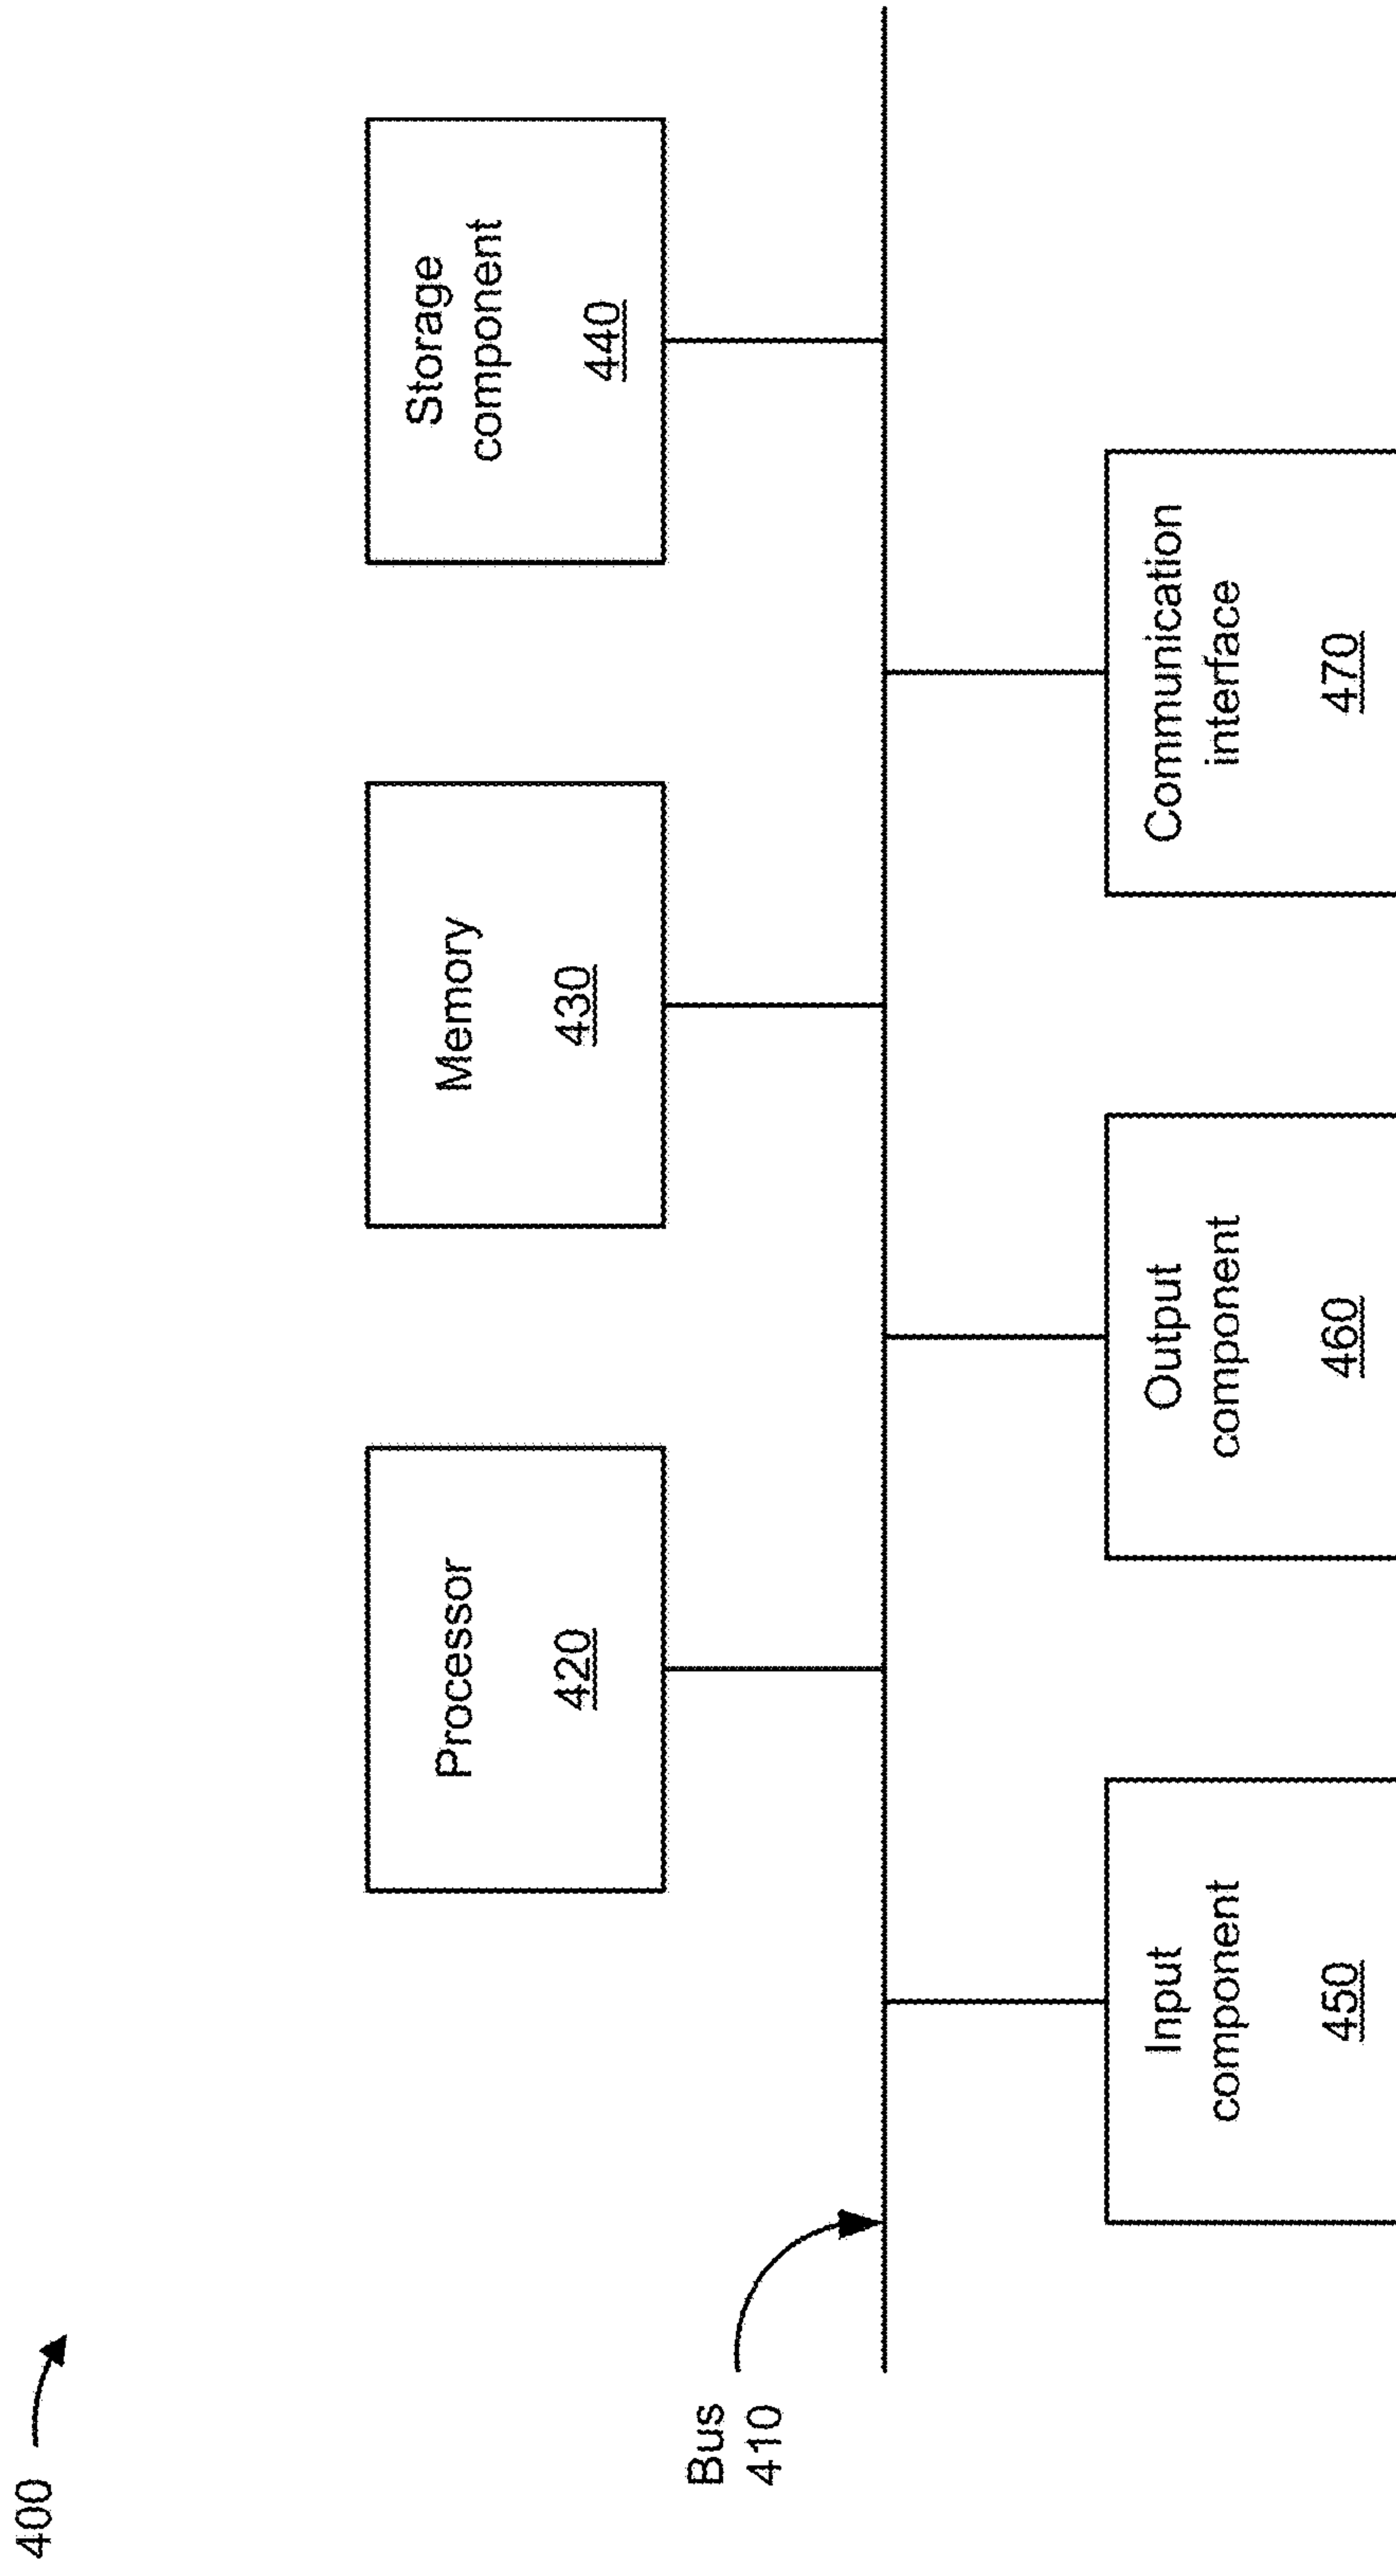 400
Processor
420
Memory
430
Storage
component
440
Bus
410
Input
component
450
Output
component
460
Communication
interface
470